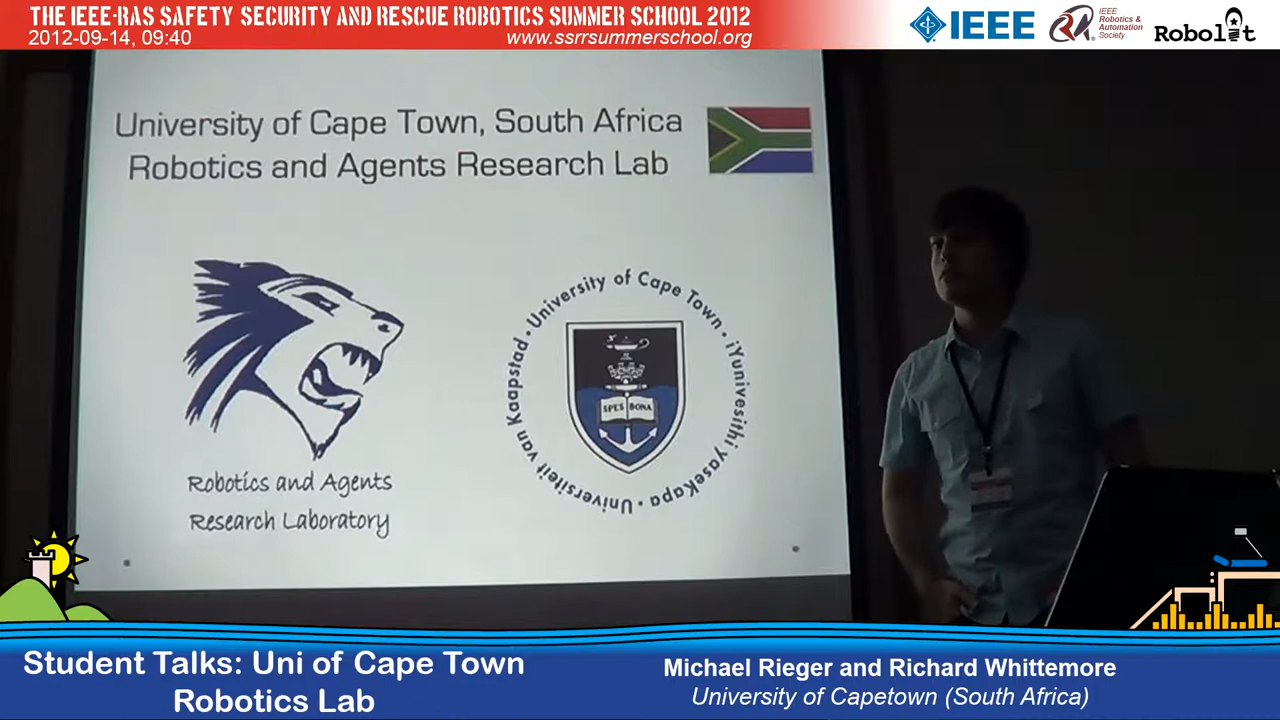 THE IEEE-RAS SAFETY SECURITY AND RESCUE ROBOTICS SUMMER SCHOOL 2012
2012-09-14, 09:40
www.ssrrsummerschool.org
IEEE
IEEE
Robotics &
Automation
Society
Robolit
University of Cape Town, South Africa
Robotics and Agents Research Lab
Robotics and Agents
Research Laboratory
University of Cape Town • iYunivesithi yaseKapa • Universiteit van Kaapstad •
SPES BONA
Student Talks: Uni of Cape Town
Robotics Lab
Michael Rieger and Richard Whittemore
University of Capetown (South Africa)